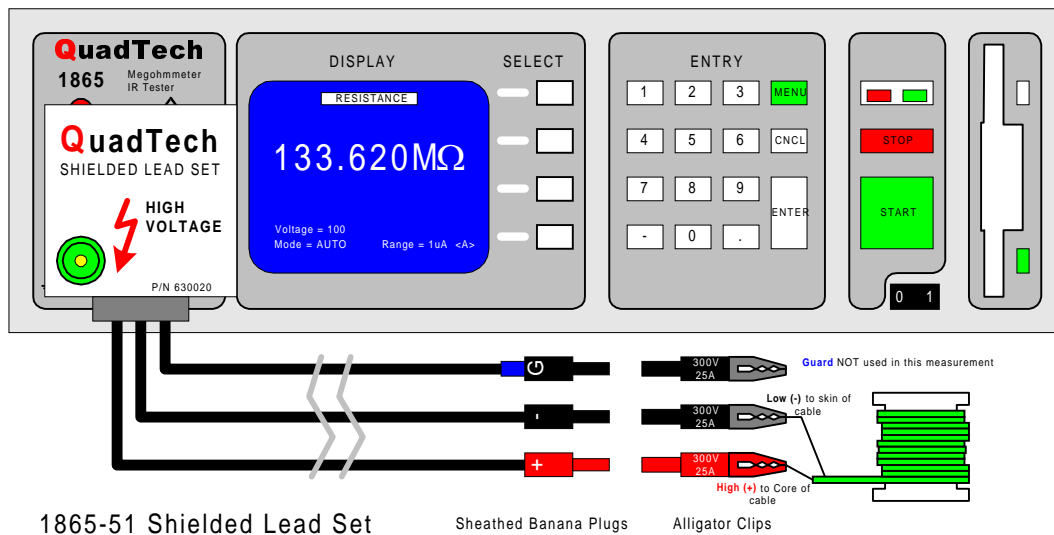 QuadTech
1865
Megohmmeter
IR Tester
QuadTech
SHIELDED LEAD SET
HIGH
VOLTAGE
P/N 630020
DISPLAY
SELECT
RESISTANCE
133.620MΩ
Voltage = 100
Mode = AUTO Range = 1uA <A>
ENTRY
1 2 3 MENU
4 5 6 CNCL
7 8 9
ENTER
- 0 .
STOP
START
0 1
G
-
+
300V
25A
300V
25A
300V
25A
Guard NOT used in this measurement
Low (-) to skin of
cable
High (+) to Core of
cable
1865-51 Shielded Lead Set
Sheathed Banana Plugs
Alligator Clips